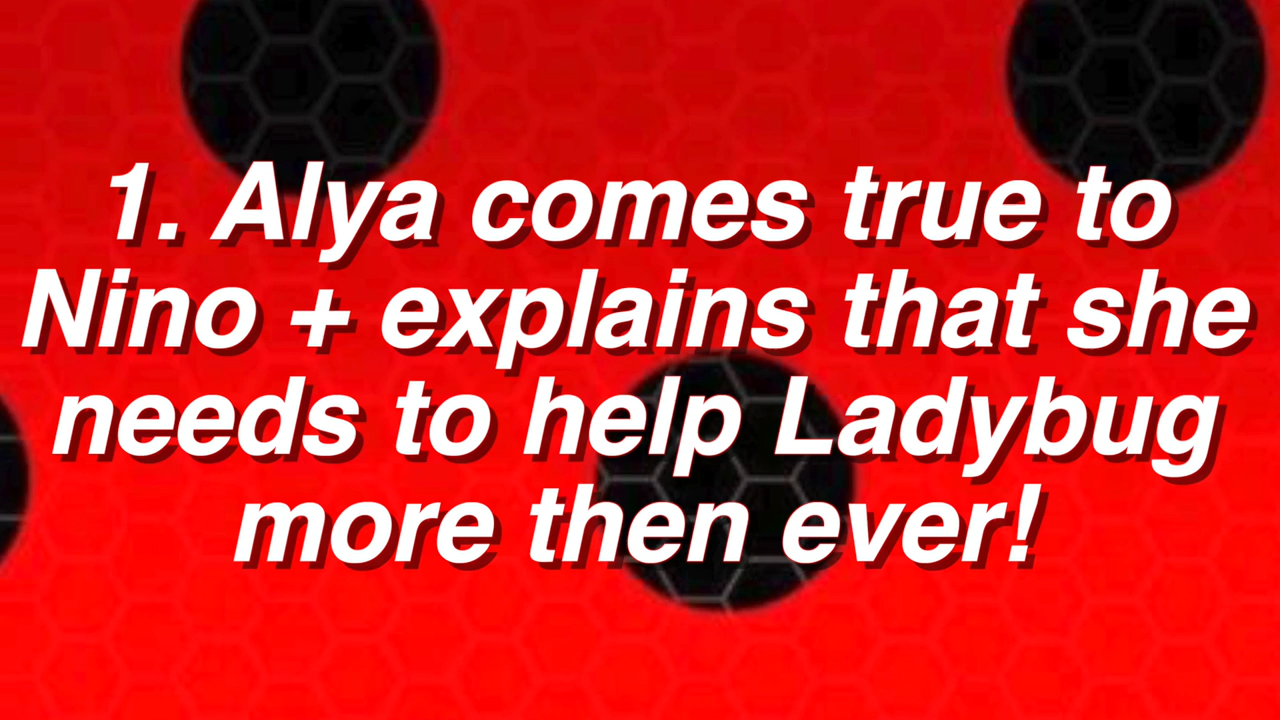 1. Alya comes true to
Nino + explains that she
needs to help Ladybug
more then ever!